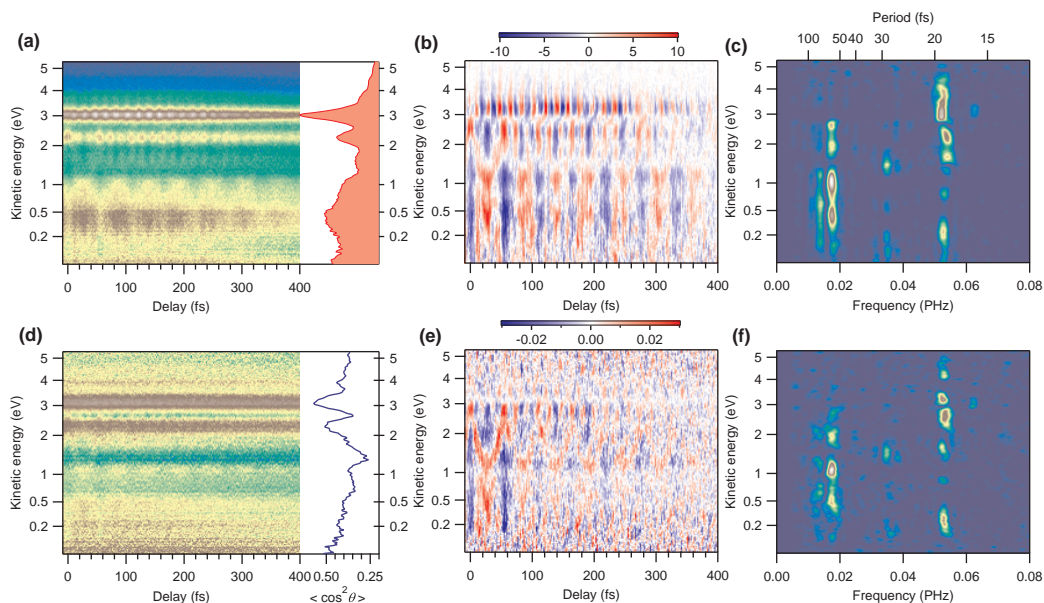 (a)
5
4
3
2
1
0.5
0.2
Kinetic energy (eV)
0 100 200 300 400
Delay (fs)
5
4
3
2
1
0.5
0.2
Kinetic energy (eV)
(b)
-10 -5 0 5 10
5
4
3
2
1
0.5
0.2
Kinetic energy (eV)
0 100 200 300 400
Delay (fs)
(c)
Period (fs)
100 50 40 30 20 15
5
4
3
2
1
0.5
0.2
Kinetic energy (eV)
0.00 0.02 0.04 0.06 0.08
Frequency (PHz)
(d)
5
4
3
2
1
0.5
0.2
Kinetic energy (eV)
0 100 200 300 400
Delay (fs)
5
4
3
2
1
0.5
0.2
Kinetic energy (eV)
0.50 0.25
< cos²θ >
(e)
-0.02 0.00 0.02
5
4
3
2
1
0.5
0.2
Kinetic energy (eV)
0 100 200 300 400
Delay (fs)
(f)
5
4
3
2
1
0.5
0.2
Kinetic energy (eV)
0.00 0.02 0.04 0.06 0.08
Frequency (PHz)